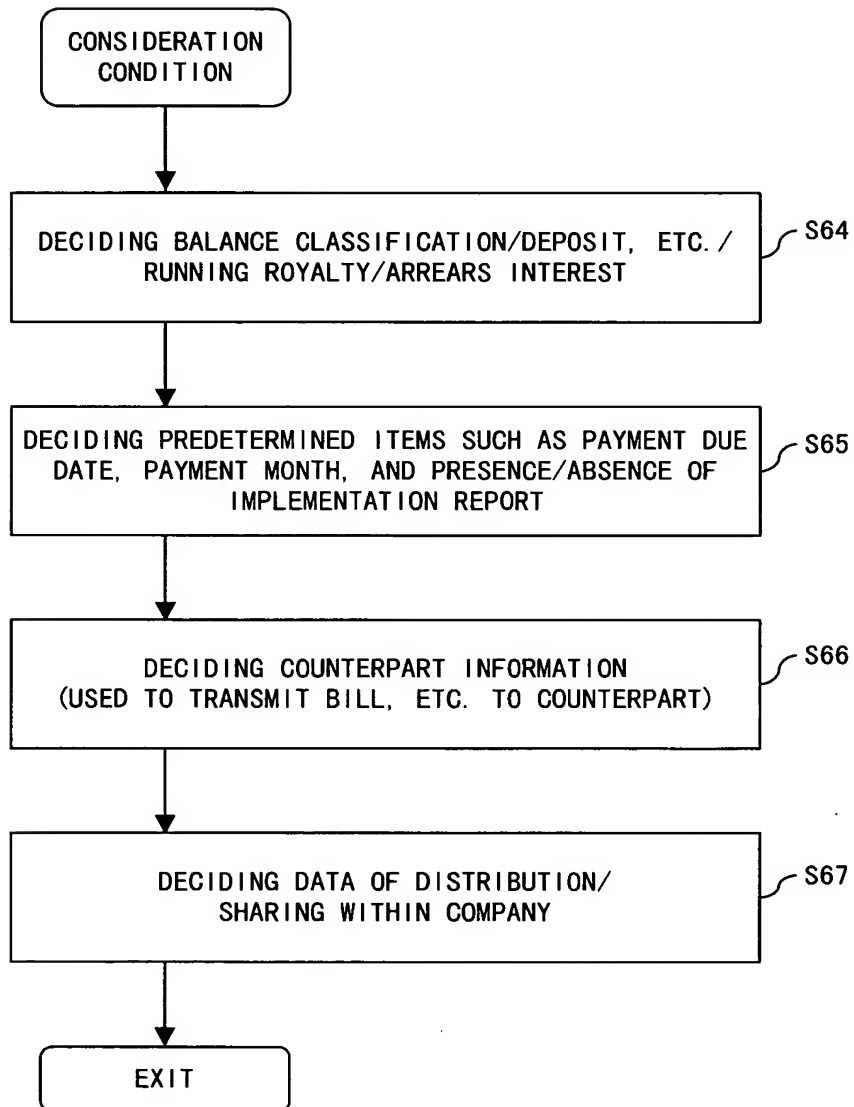 CONSIDERATION
CONDITION
DECIDING BALANCE CLASSIFICATION/DEPOSIT, ETC./
RUNNING ROYALTY/ARREARS INTEREST
S64
DECIDING PREDETERMINED ITEMS SUCH AS PAYMENT DUE
DATE, PAYMENT MONTH, AND PRESENCE/ABSENCE OF
IMPLEMENTATION REPORT
S65
DECIDING COUNTERPART INFORMATION
(USED TO TRANSMIT BILL, ETC. TO COUNTERPART)
S66
DECIDING DATA OF DISTRIBUTION/
SHARING WITHIN COMPANY
S67
EXIT